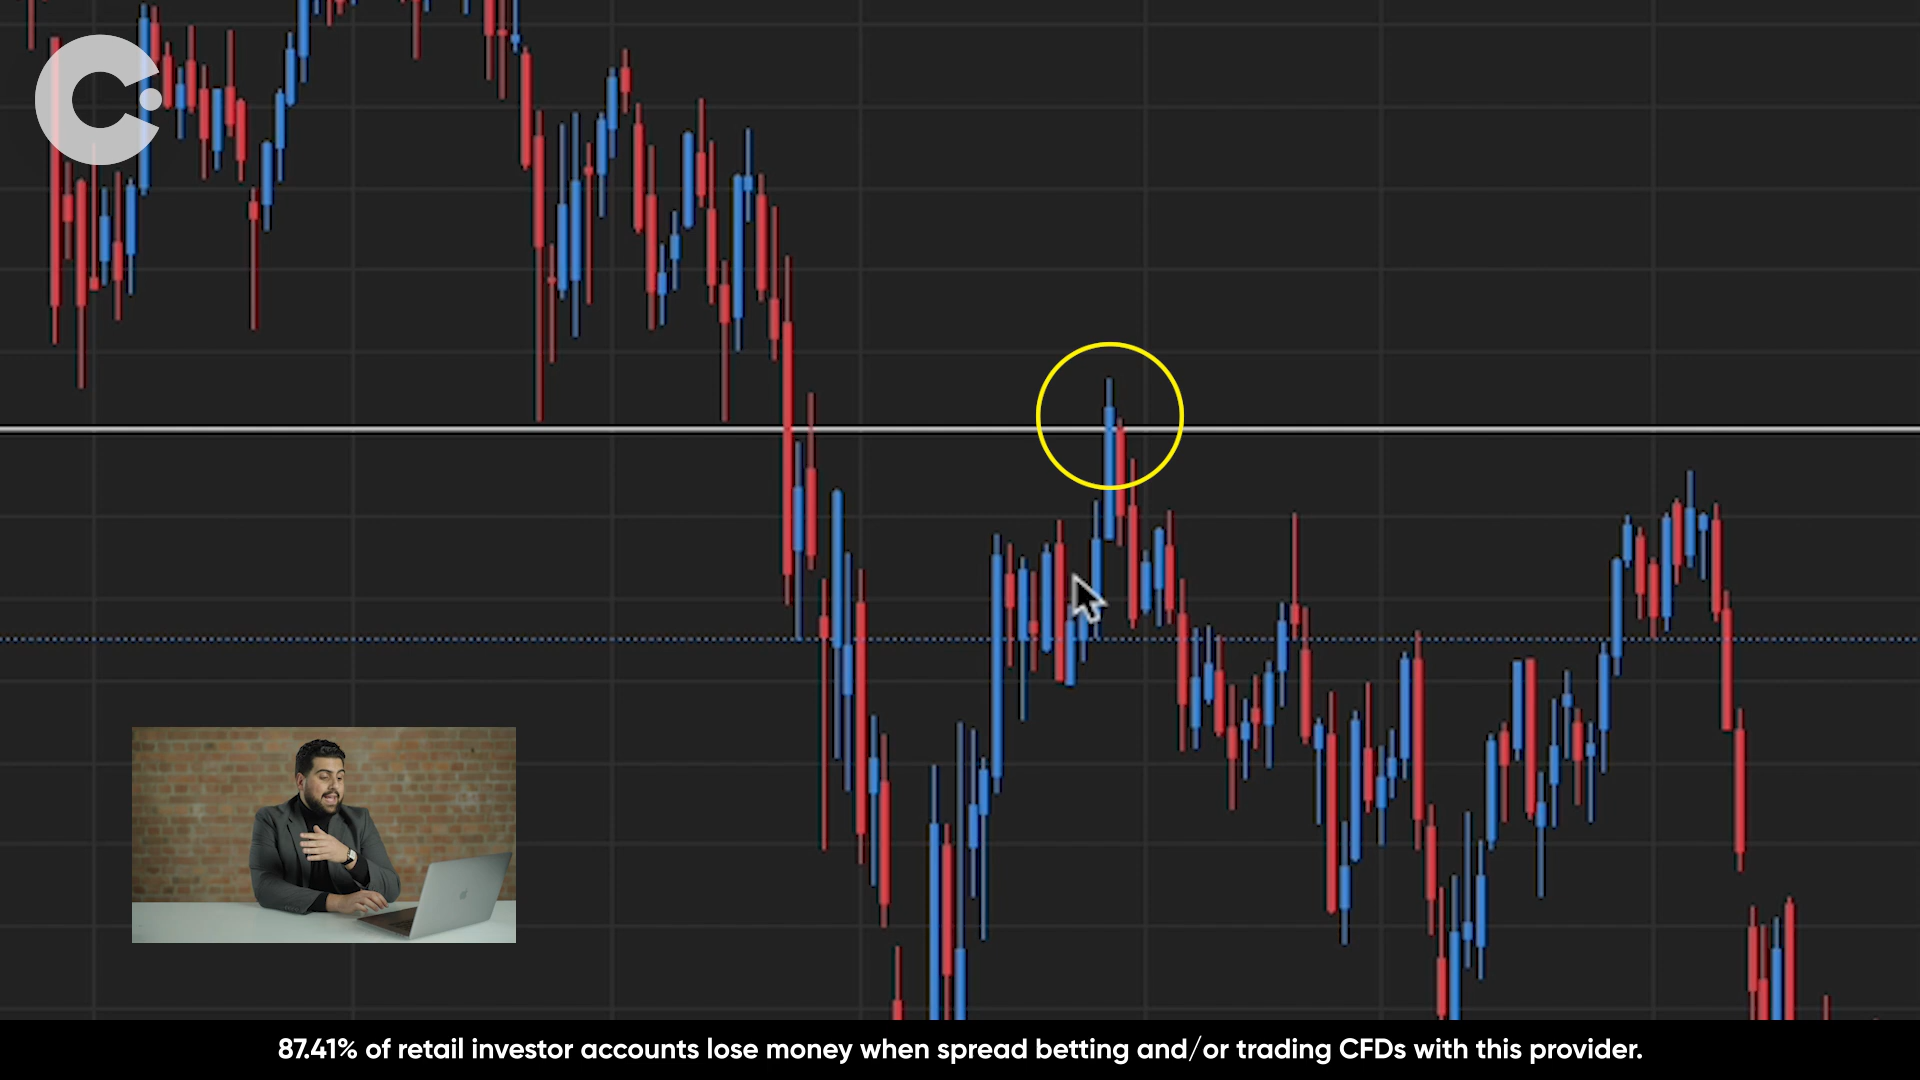 87.41% of retail investor accounts lose money when spread betting and/or trading CFDs with this provider.